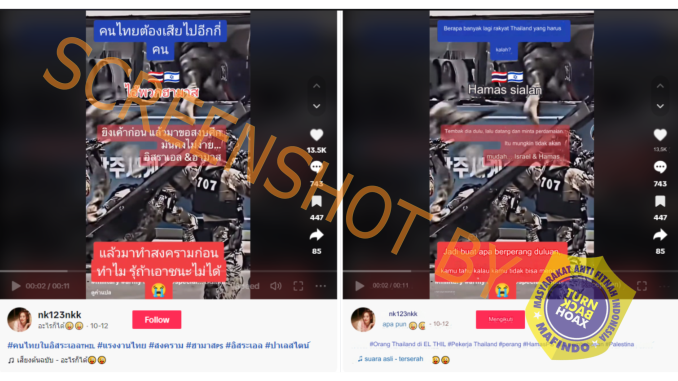 คนไทยต้องเสียไปอีกกี่
คน
ไอ้พวกฮามาส
ยิงเค้าก่อน แล้วมาขอสงบศึก
มันคงไม่ง่าย...
อิสราเอล &ฮามาส
707
แล้วมาทำสงครามก่อน
ทำไม รุ้ถ้าเอาชนะไม่ได้
00:02 / 00:11
13.5K
743
447
85
nk123nkk
อะไรก็ได้😀😀 · 10-12
Follow
#คนไทยในอิสระเอลTHIL #แรงงานไทย #สงคราม #ฮามาสPS #อิสระเอล #ปาเลสไตน์
♫ เสียงต้นฉบับ - อะไรก็ได้😀😀
Berapa banyak lagi rakyat Thailand yang harus
kalah?
Hamas sialan
Tembak dia dulu, lalu datang dan minta perdamaian.
Itu mungkin tidak akan
mudah Israel & Hamas
707
Jadi buat apa berperang duluan
kamu tahu kalau kamu tidak bisa
00:02 / 00:11
13.5K
743
447
85
nk123nkk
apa pun 😀😀 · 10-12
Mengikuti
#Orang Thailand di EL THIL #Pekerja Thailand #perang
♫ suara asli - terserah 😀😀
SCREENSHOT BY
MASYARAKAT ANTI FITNAH INDONESIA
TURN
BACK
HOAX
MAFINDO